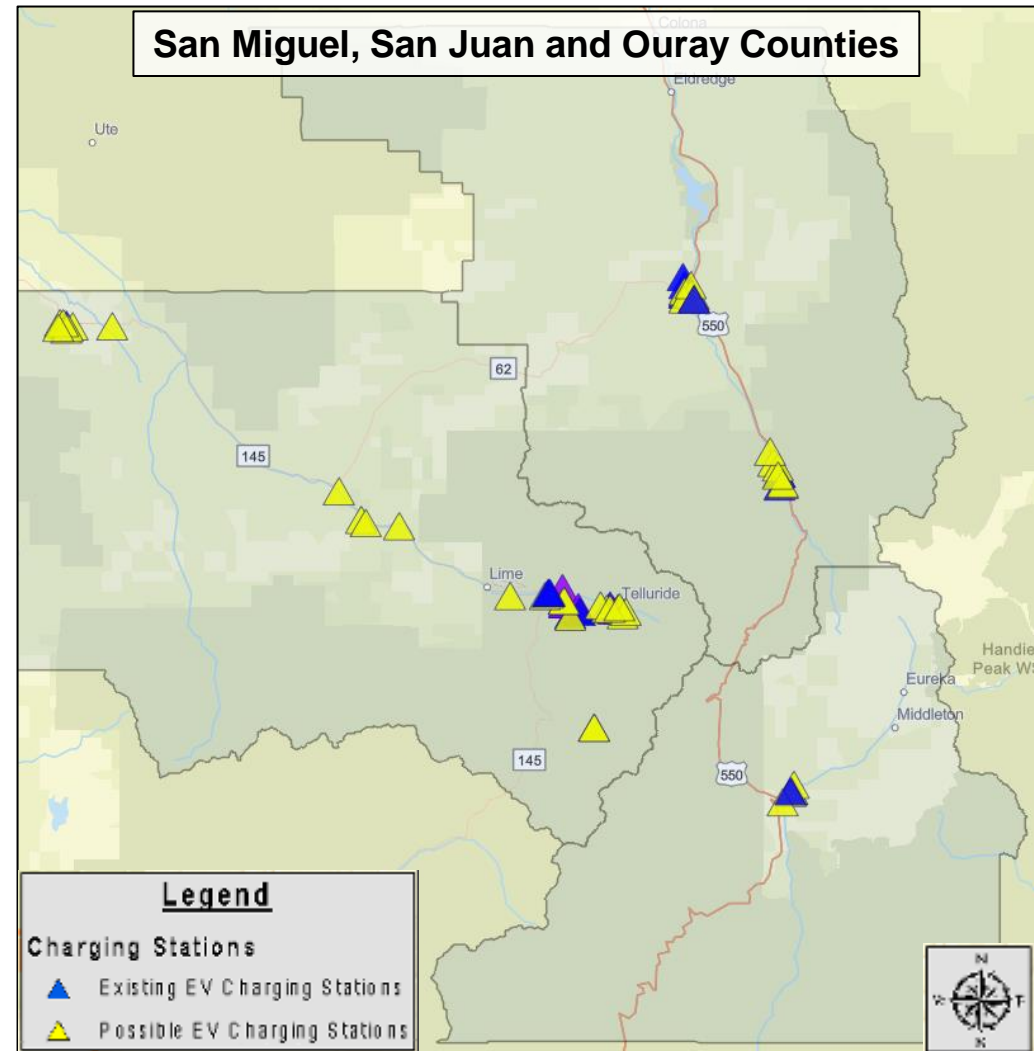 San Miguel, San Juan and Ouray Counties
Colona
Eldredge
Ute
550
62
145
Lime
Telluride
Handie
Peak WS
Eureka
Middleton
145
550
Legend
Charging Stations
Existing EV Charging Stations
Possible EV Charging Stations
N